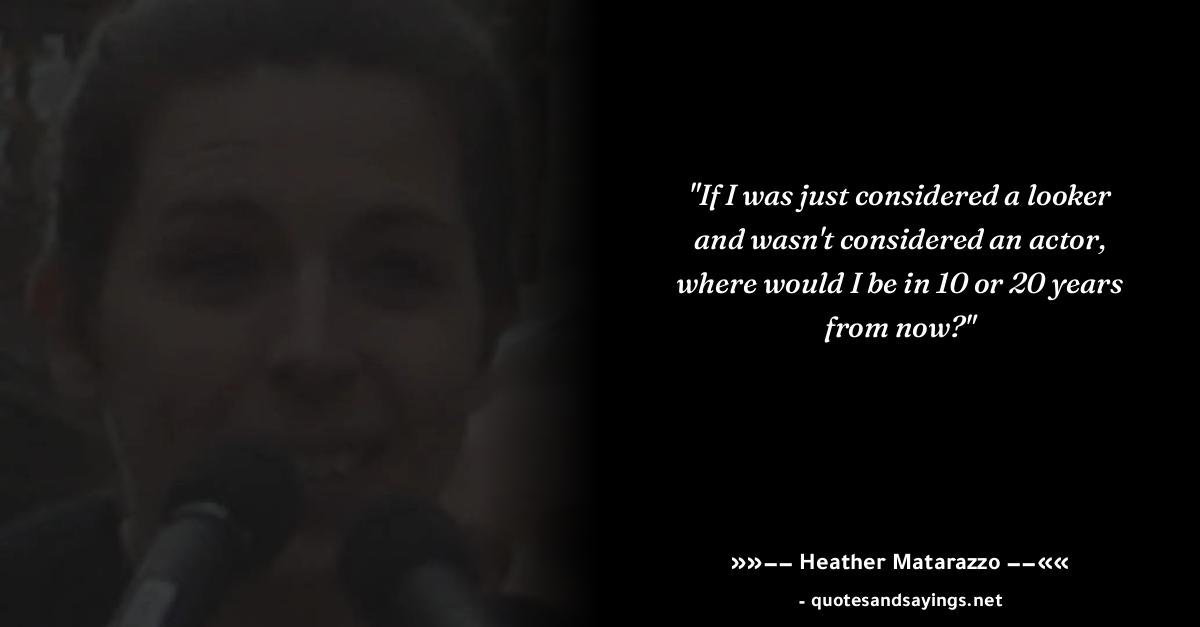 "If I was just considered a looker
and wasn't considered an actor,
where would I be in 10 or 20 years
from now?"
»»–– Heather Matarazzo ––««
- quotesandsayings.net